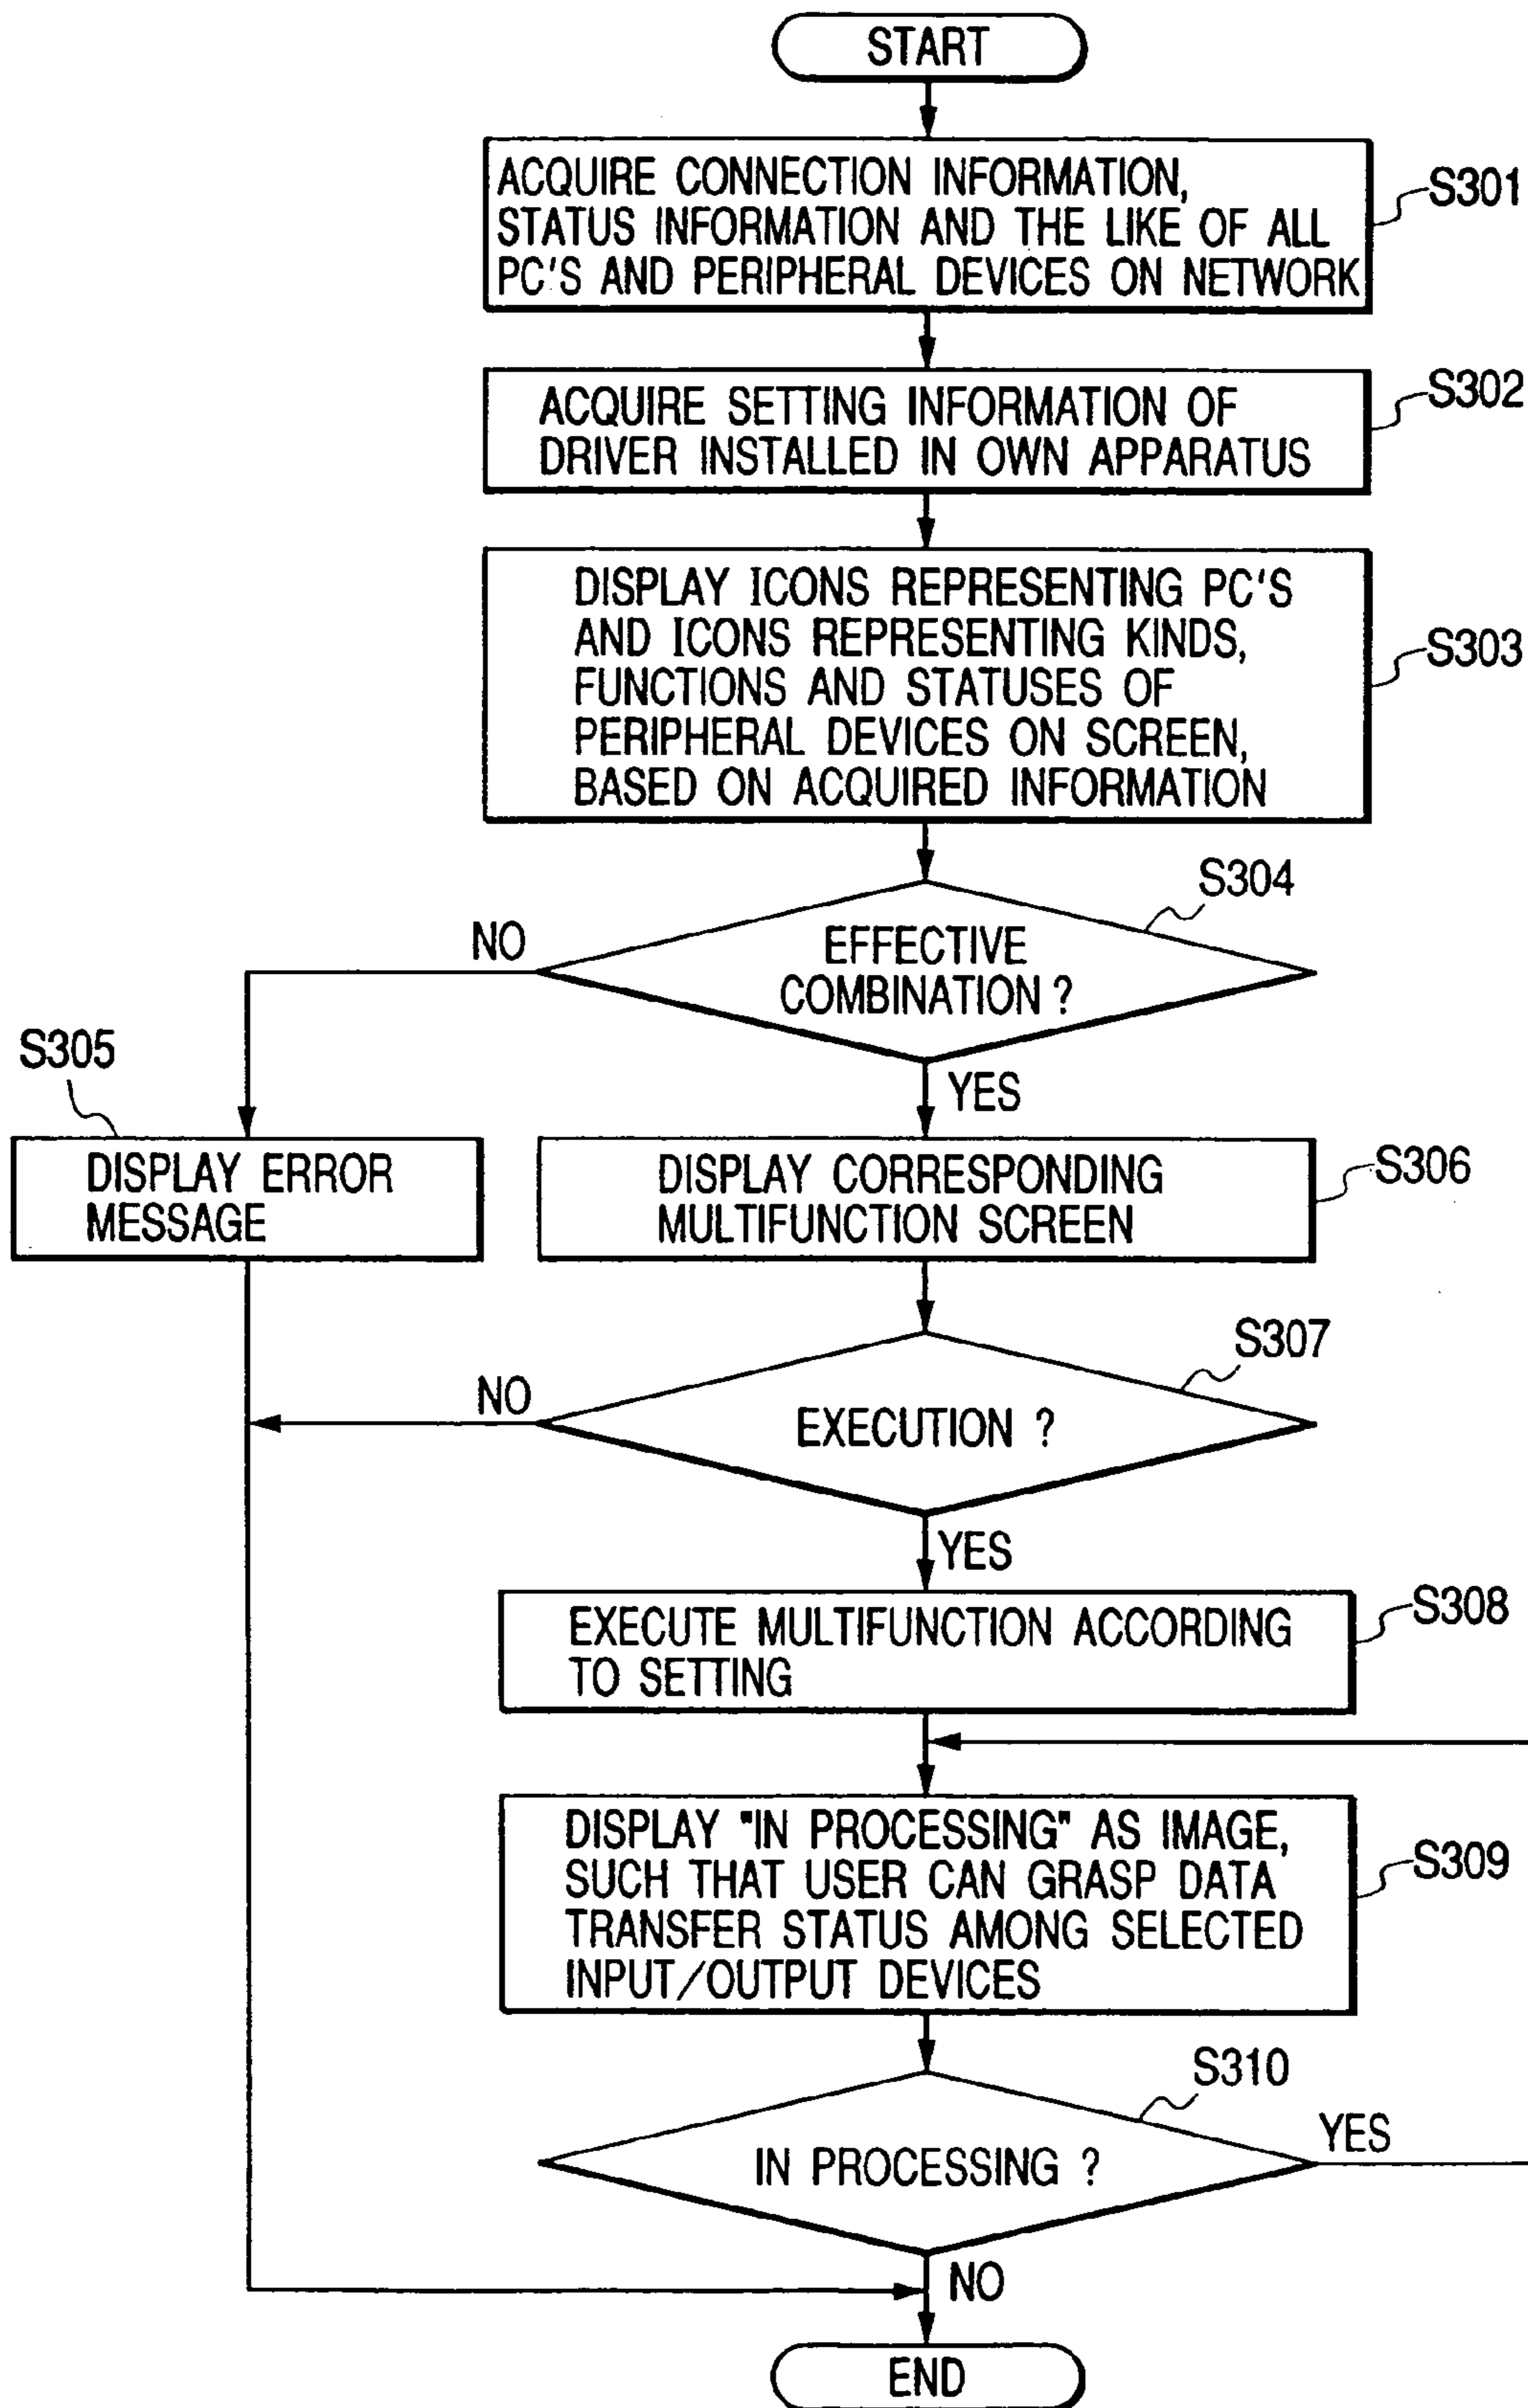 START
ACQUIRE CONNECTION INFORMATION,
STATUS INFORMATION AND THE LIKE OF ALL
PC'S AND PERIPHERAL DEVICES ON NETWORK
S301
ACQUIRE SETTING INFORMATION OF
DRIVER INSTALLED IN OWN APPARATUS
S302
DISPLAY ICONS REPRESENTING PC'S
AND ICONS REPRESENTING KINDS,
FUNCTIONS AND STATUSES OF
PERIPHERAL DEVICES ON SCREEN,
BASED ON ACQUIRED INFORMATION
S303
S304
NO
EFFECTIVE
COMBINATION ?
YES
S305
DISPLAY ERROR
MESSAGE
DISPLAY CORRESPONDING
MULTIFUNCTION SCREEN
S306
S307
NO
EXECUTION ?
YES
EXECUTE MULTIFUNCTION ACCORDING
TO SETTING
S308
DISPLAY "IN PROCESSING" AS IMAGE,
SUCH THAT USER CAN GRASP DATA
TRANSFER STATUS AMONG SELECTED
INPUT/OUTPUT DEVICES
S309
S310
IN PROCESSING ?
YES
NO
END